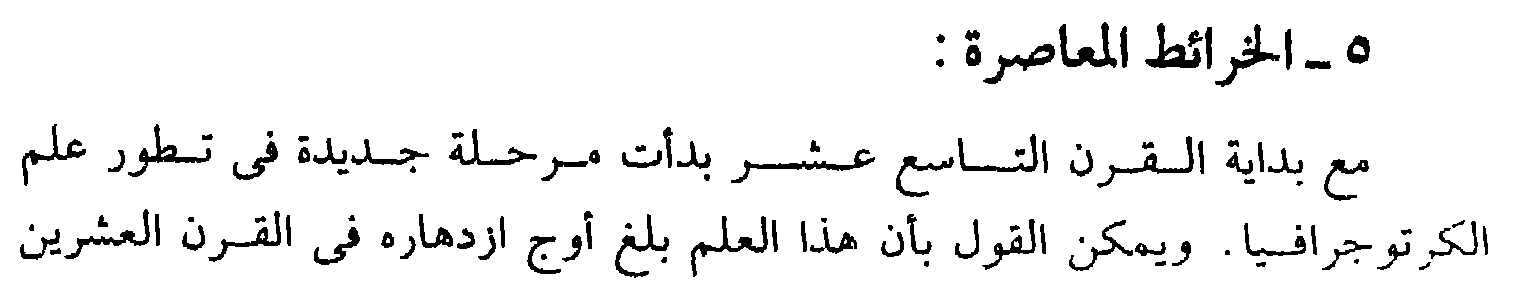 ٥ ـ الخرائط المعاصرة :
مع بداية القرن التاسع عشر بدأت مرحلة جديدة فى تطور علم
الكرتوجرافيا. ويمكن القول بأن هذا العلم بلغ أوج ازدهاره فى القرن العشرين